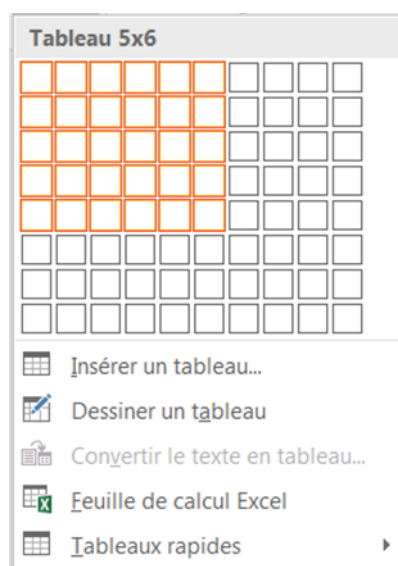 Tableau 5x6
Insérer un tableau...
Dessiner un tableau
Convertir le texte en tableau...
Feuille de calcul Excel
Tableaux rapides